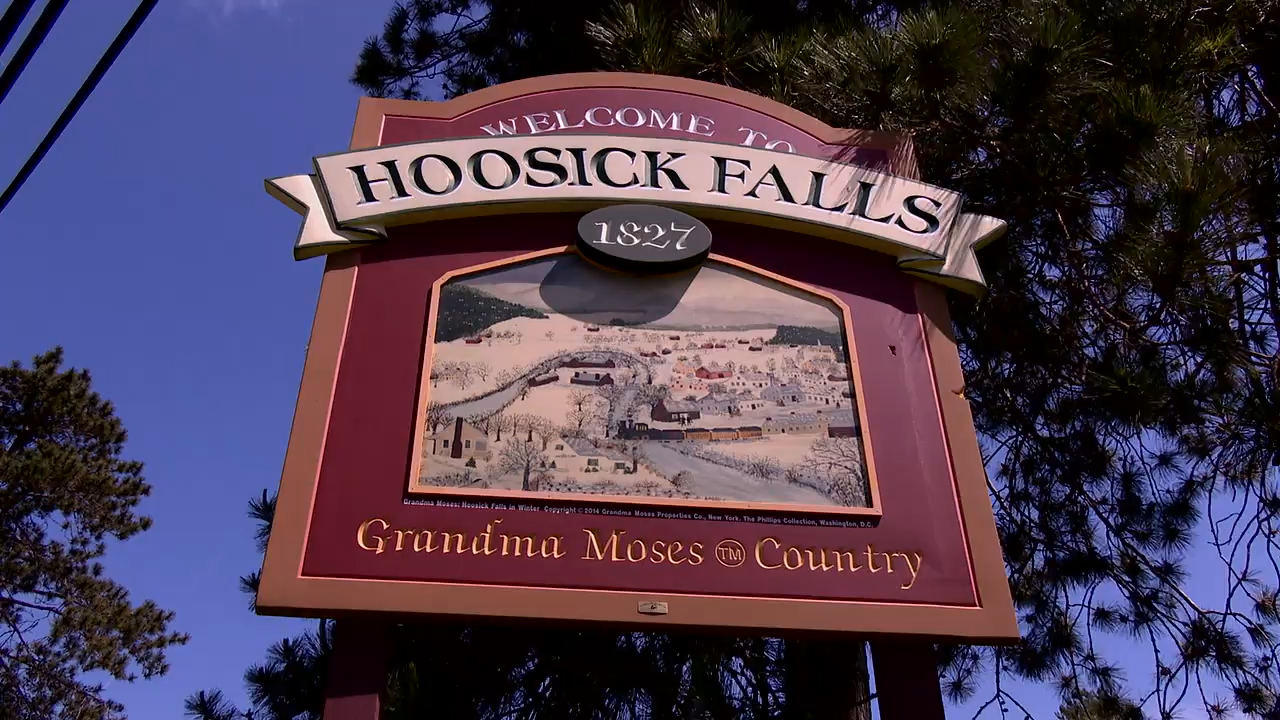 WELCOME TO
HOOSICK FALLS
1827
Grandma Moses: Hoosick Falls in Winter. Copyright © 2014 Grandma Moses Properties Co., New York. The Phillips Collection, Washington, D.C.
Grandma Moses ™ Country